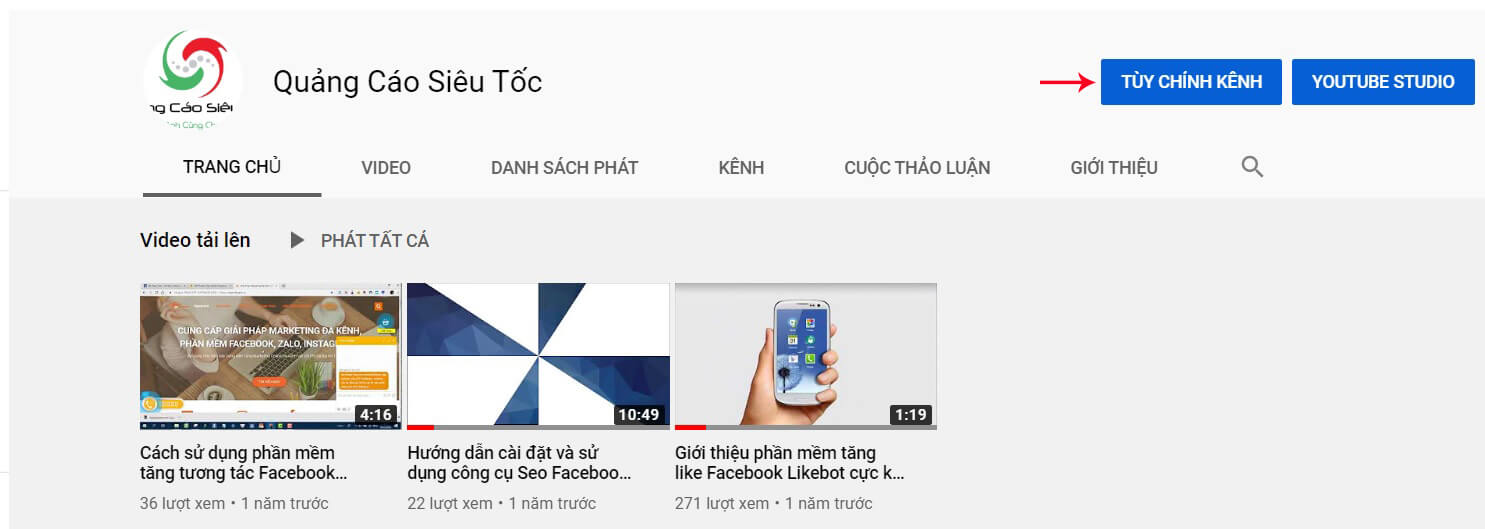 Quảng Cáo Siêu Tốc
TÙY CHỈNH KÊNH
YOUTUBE STUDIO
ng Cáo Siêu
TRANG CHỦ
VIDEO
DANH SÁCH PHÁT
KÊNH
CUỘC THẢO LUẬN
GIỚI THIỆU
Video tải lên
PHÁT TẤT CẢ
CUNG CẤP GIẢI PHÁP MARKETING ĐA KÊNH,
PHẦN MỀM FACEBOOK, ZALO, INSTAG
4:16
10:49
1:19
Cách sử dụng phần mềm
tăng tương tác Facebook...
36 lượt xem • 1 năm trước
Hướng dẫn cài đặt và sử
dụng công cụ Seo Faceboo...
22 lượt xem • 1 năm trước
Giới thiệu phần mềm tăng
like Facebook Likebot cực k...
271 lượt xem • 1 năm trước